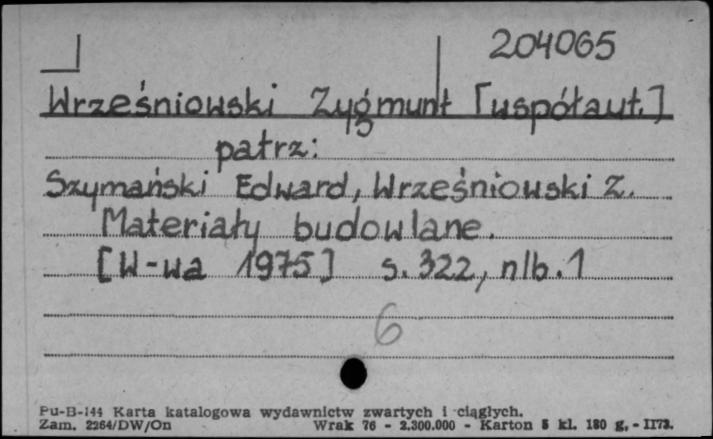 204065
Wrześniowski Zygmunt [współaut.]
patrz:
Szymański Edward, Wrześniowski Z.
Materiały budowlane.
[W-wa 1975] s. 322, nlb. 1
6
Pu-B-144 Karta katalogowa wydawnictw zwartych i ciągłych.
Zam. 2264/DW/On Wrak 76 - 2.300.000 - Karton 5 kl. 180 g. - II73.